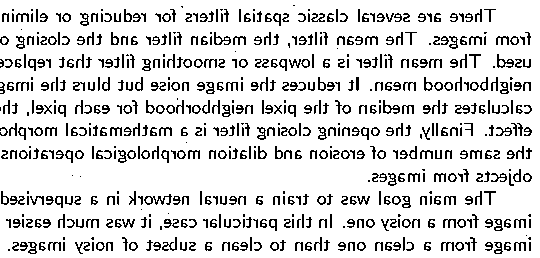 There are several classic spatial filters for reducing or elimin
from images. The mean filter, the median filter and the closing o
used. The mean filter is a lowpass or smoothing filter that replace
neighborhood mean. It reduces the image noise but blurs the imag
calculates the median of the pixel neighborhood for each pixel, the
effect. Finally, the opening closing filter is a mathematical morpho
the same number of erosion and dilation morphological operations
objects from images.
The main goal was to train a neural network in a supervised
image from a noisy one. In this particular case, it was much easier
image from a clean one than to clean a subset of noisy images.